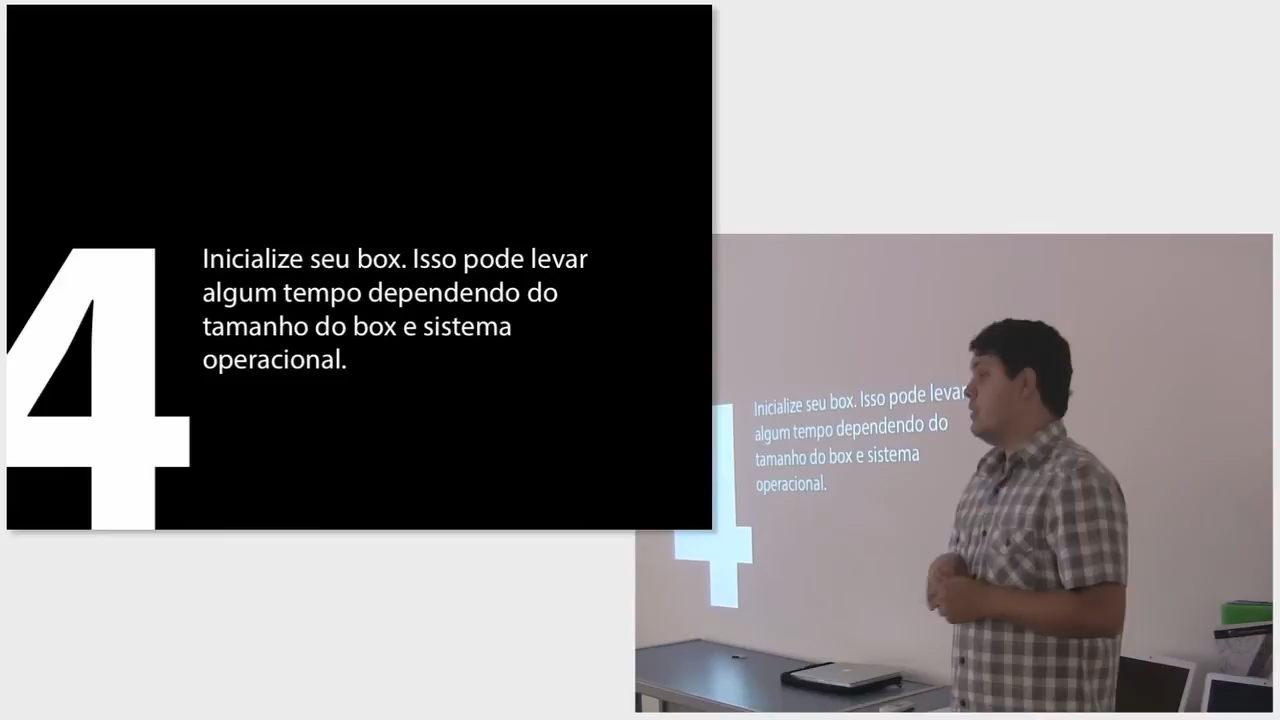 4
Inicialize seu box. Isso pode levar
algum tempo dependendo do
tamanho do box e sistema
operacional.
4
Inicialize seu box. Isso pode levar
algum tempo dependendo do
tamanho do box e sistema
operacional.